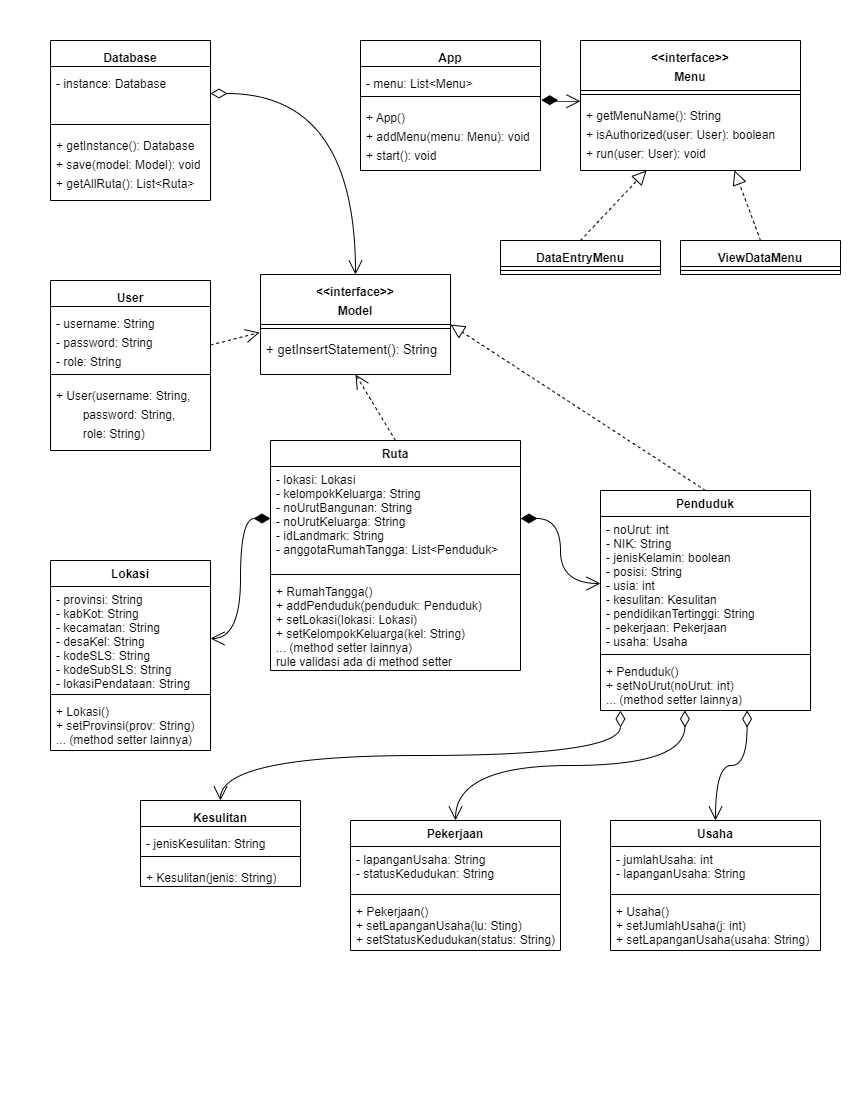 Database
- instance: Database
+ getInstance(): Database
+ save(model: Model): void
+ getAllRuta(): List<Ruta>
App
- menu: List<Menu>
+ App()
+ addMenu(menu: Menu): void
+ start(): void
<<interface>>
Menu
+ getMenuName(): String
+ isAuthorized(user: User): boolean
+ run(user: User): void
DataEntryMenu
ViewDataMenu
User
- username: String
- password: String
- role: String
+ User(username: String,
password: String,
role: String)
<<interface>>
Model
+ getInsertStatement(): String
Ruta
- lokasi: Lokasi
- kelompokKeluarga: String
- noUrutBangunan: String
- noUrutKeluarga: String
- idLandmark: String
- anggotaRumahTangga: List<Penduduk>
+ RumahTangga()
+ addPenduduk(penduduk: Penduduk)
+ setLokasi(lokasi: Lokasi)
+ setKelompokKeluarga(kel: String)
... (method setter lainnya)
rule validasi ada di method setter
Penduduk
- noUrut: int
- NIK: String
- jenisKelamin: boolean
- posisi: String
- usia: int
- kesulitan: Kesulitan
- pendidikanTertinggi: String
- pekerjaan: Pekerjaan
- usaha: Usaha
+ Penduduk()
+ setNoUrut(noUrut: int)
... (method setter lainnya)
Lokasi
- provinsi: String
- kabKot: String
- kecamatan: String
- desaKel: String
- kodeSLS: String
- kodeSubSLS: String
- lokasiPendataan: String
+ Lokasi()
+ setProvinsi(prov: String)
... (method setter lainnya)
Kesulitan
- jenisKesulitan: String
+ Kesulitan(jenis: String)
Pekerjaan
- lapanganUsaha: String
- statusKedudukan: String
+ Pekerjaan()
+ setLapanganUsaha(lu: Sting)
+ setStatusKedudukan(status: String)
Usaha
- jumlahUsaha: int
- lapanganUsaha: String
+ Usaha()
+ setJumlahUsaha(j: int)
+ setLapanganUsaha(usaha: String)